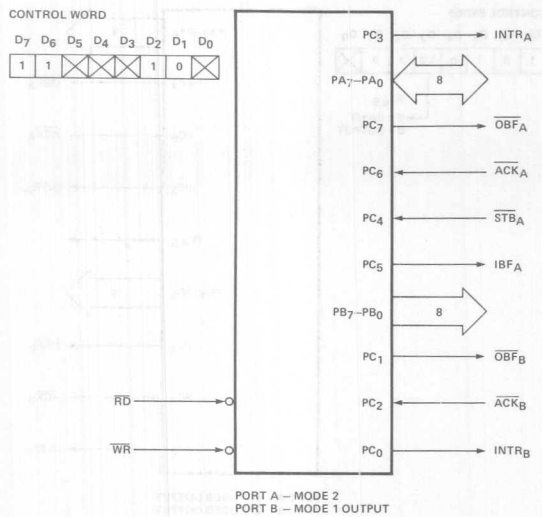 CONTROL WORD
D7 D6 D5 D4 D3 D2 D1 D0
1 1 1 0
PC3 INTRA
PA7–PA0 8
PC7 OBFA
PC6 ACKA
PC4 STBA
PC5 IBFA
PB7–PB0 8
PC1 OBFB
RD PC2 ACKB
WR PC0 INTRB
PORT A – MODE 2
PORT B – MODE 1 OUTPUT